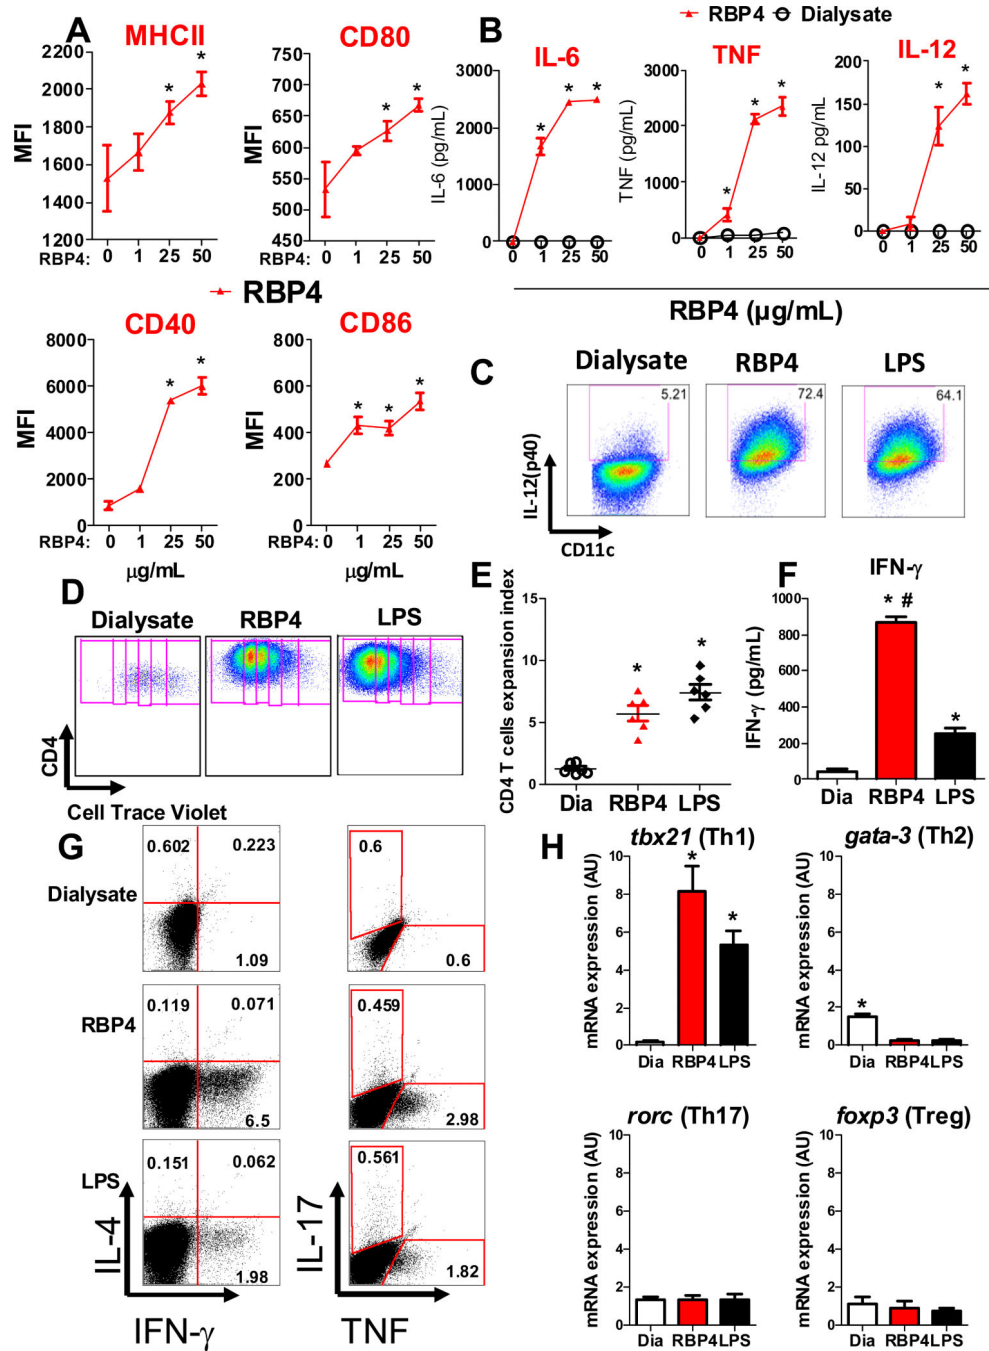 A
MHCII
MFI
2200
2000
1800
1600
1400
1200
* *
RBP4: 0 1 25 50
CD80
MFI
750
700
650
600
550
500
450
* *
0 1 25 50
RBP4
CD40
MFI
8000
6000
4000
2000
0
* *
RBP4: 0 1 25 50
µg/mL
CD86
MFI
800
600
400
200
0
* * *
RBP4: 0 1 25 50
µg/mL
B
RBP4 Dialysate
IL-6
IL-6 (pg/mL)
3000
2000
1000
0
* * *
0 1 25 50
TNF
TNF (pg/mL)
3000
2000
1000
0
* * *
0 1 25 50
IL-12
IL-12 pg/mL
200
150
100
50
0
* *
0 1 25 50
RBP4 (µg/mL)
C
Dialysate RBP4 LPS
5.21 72.4 64.1
IL-12(p40)
CD11c
D
Dialysate RBP4 LPS
CD4
Cell Trace Violet
E
CD4 T cells expansion index
15
10
5
0
* *
Dia RBP4 LPS
F
IFN-γ
IFN-γ (pg/mL)
1000
800
600
400
200
0
* #
*
Dia RBP4 LPS
G
Dialysate
0.602 0.223
1.09
0.6
0.6
RBP4
0.119 0.071
6.5
0.459
2.98
LPS
0.151 0.062
1.98
0.561
1.82
IL-4
IFN-γ
IL-17
TNF
H
tbx21 (Th1)
mRNA expression (AU)
10
8
6
4
2
0
* *
Dia RBP4 LPS
gata-3 (Th2)
mRNA expression (AU)
10
8
6
4
2
0
*
Dia RBP4 LPS
rorc (Th17)
mRNA expression (AU)
10
8
6
4
2
0
Dia RBP4 LPS
foxp3 (Treg)
mRNA expression (AU)
10
8
6
4
2
0
Dia RBP4 LPS